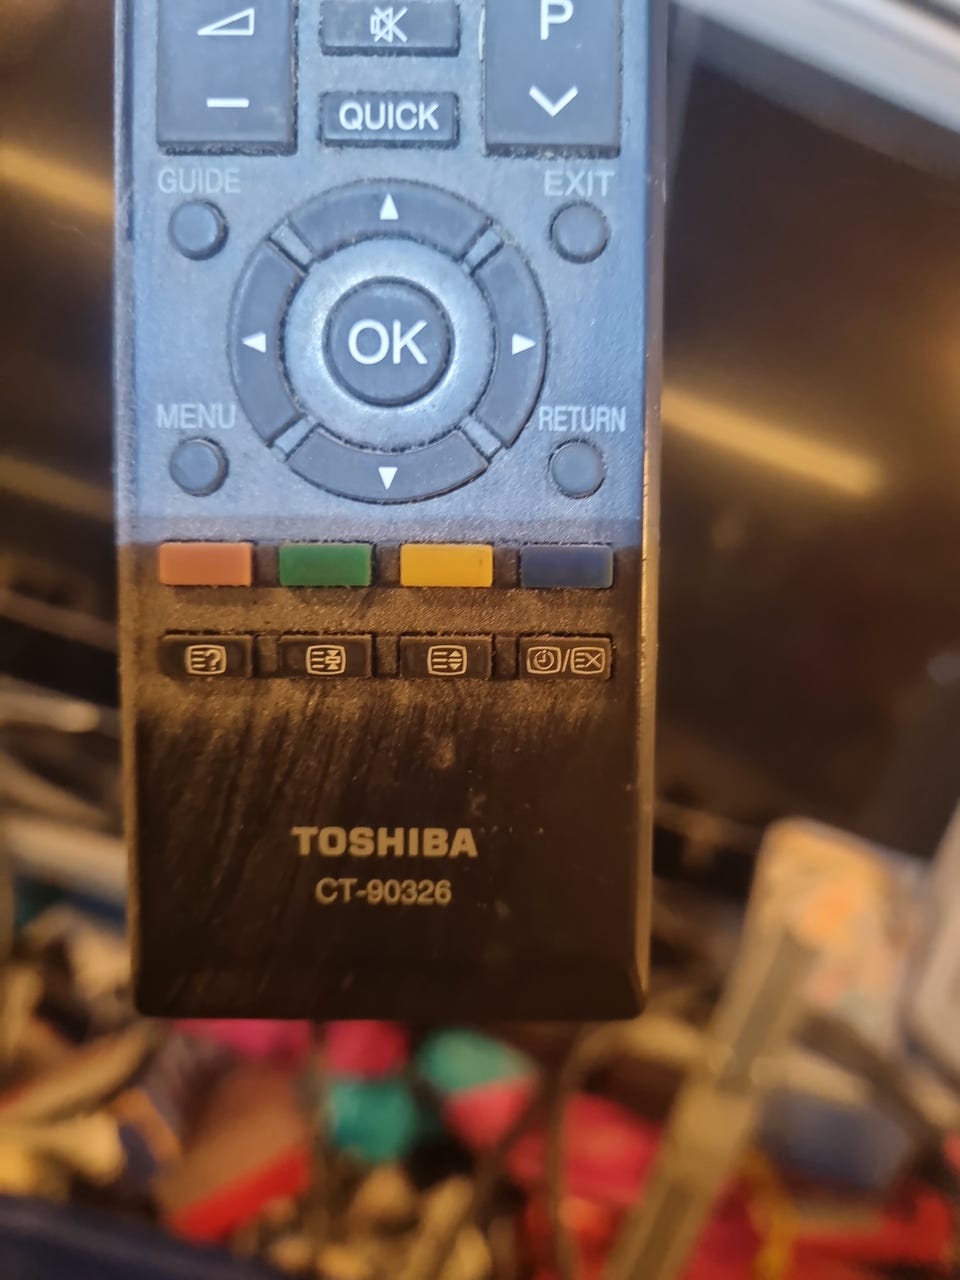 P
QUICK
GUIDE
EXIT
OK
MENU
RETURN
TOSHIBA
CT-90326